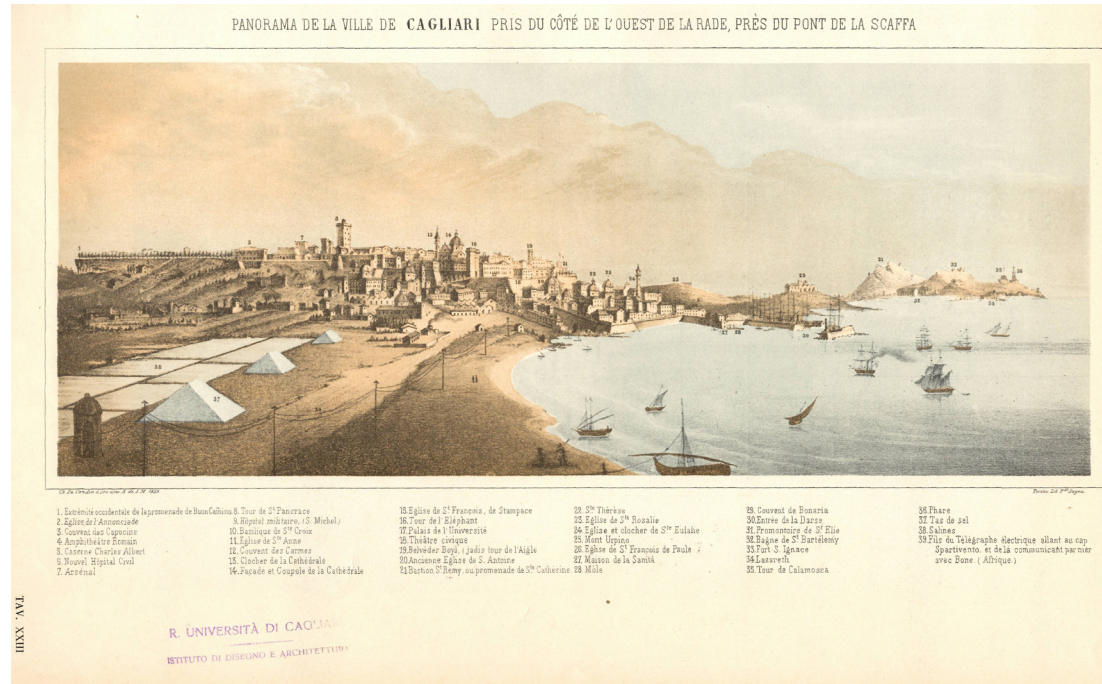 PANORAMA DE LA VILLE DE CAGLIARI PRIS DU CÔTÉ DE L'OUEST DE LA RADE, PRÈS DU PONT DE LA SCAFFA
1. Extrémité occidentale de la promenade de Buon Cammino.
2. Eglise de l'Annonciade
3. Couvent des Capucins
4. Amphithéâtre Romain
5. Caserne Charles Albert
6. Nouvel Hôpital Civil
7. Arsénal
8. Tour de St Pancrace
9. Hôpital militaire, (S. Michel)
10. Basilique de Ste Croix
11. Eglise de Ste Anne
12. Couvent des Carmes
13. Clocher de la Cathédrale
14. Façade et Coupole de la Cathédrale
15. Eglise de St François, de Stampace
16. Tour de l'Eléphant
17. Palais de l'Université
18. Théâtre civique
19. Belvéder Boyl, (jadis tour de l'Aigle
20. Ancienne Eglise de S. Antoine
21. Bastion St Remy, ou promenade de Ste Catherine
22. Ste Thérèse
23. Eglise de Ste Rosalie
24. Eglise et clocher de Ste Eulalie
25. Mont Urpino
26. Eglise de St François de Paule
27. Maison de la Sanità
28. Môle
29. Couvent de Bonaria
30. Entrée de la Darse
31. Promontoire de St Elie
32. Bagne de St Bartélemy
33. Fort S. Ignace
34. Lazareth
35. Tour de Calamosca
36. Phare
37. Tas de sel
38. Salines
39. Fils du Télégraphe électrique allant au cap
Spartivento, et de là communicant par mer
avec Bone. (Afrique.)
TAV. XXIII
R. UNIVERSITÀ DI CAGLIARI
ISTITUTO DI DISEGNO E ARCHITETTURA